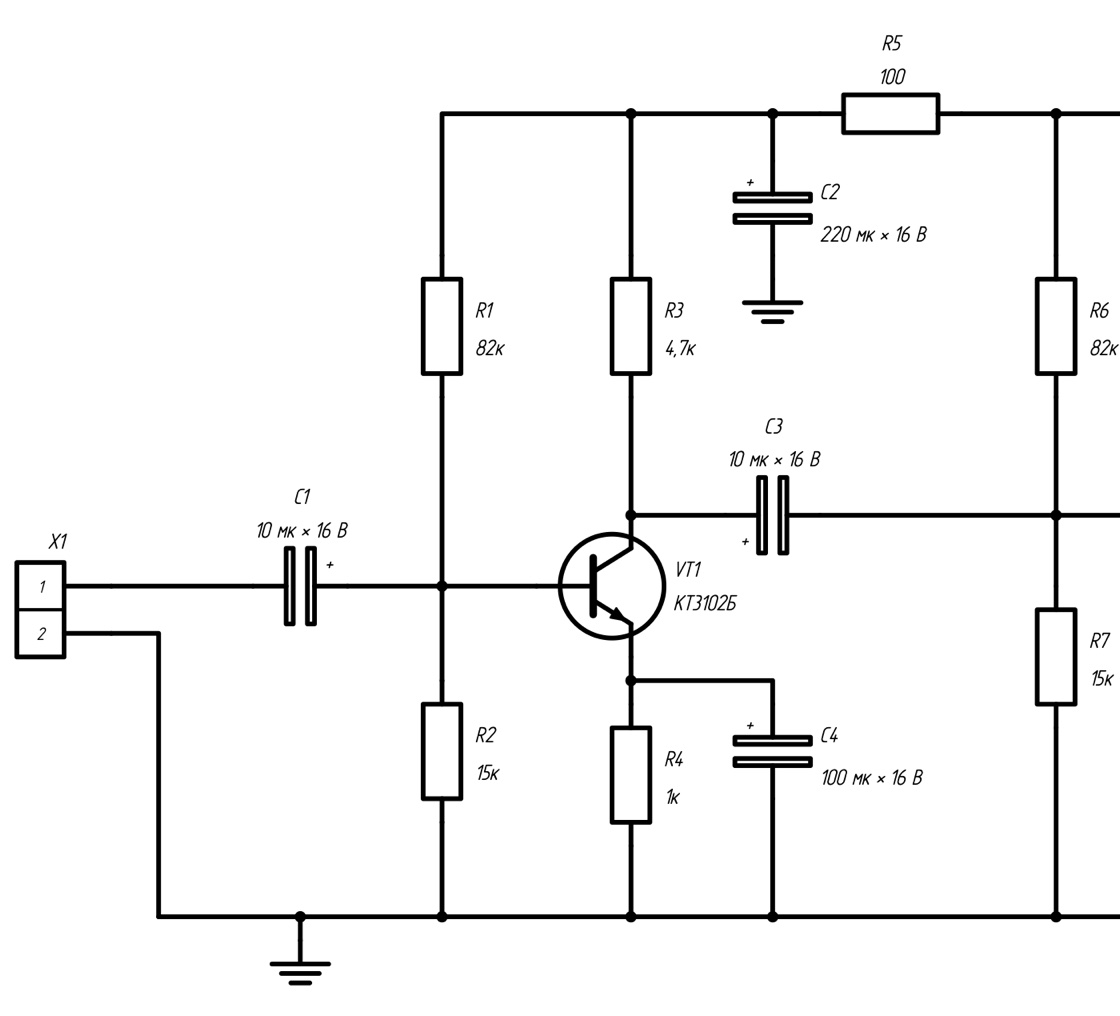 R5
100
+
C2
220 мк × 16 В
R1
82к
R3
4,7к
R6
82к
C3
10 мк × 16 В
+
C1
10 мк × 16 В
+
X1
1
2
VT1
КТ3102Б
R7
15к
R2
15к
+
C4
100 мк × 16 В
R4
1к